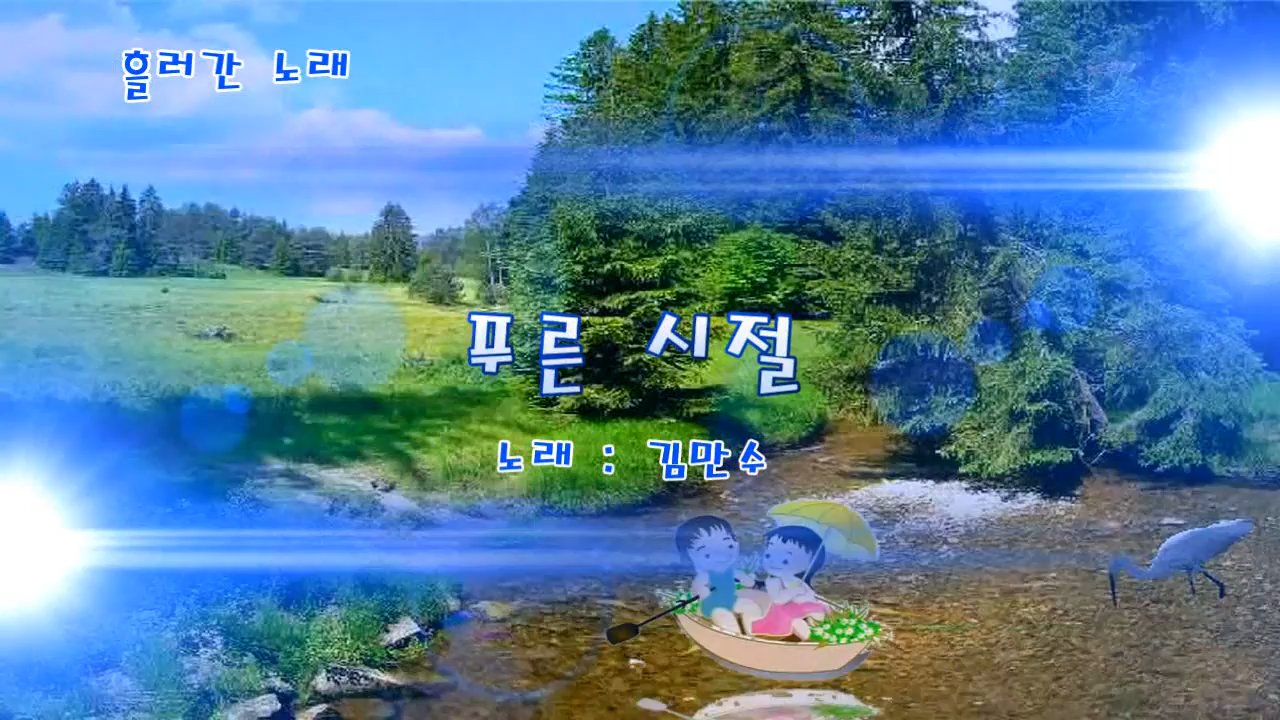 흘러간 노래
푸른 시절
노래 : 김만수